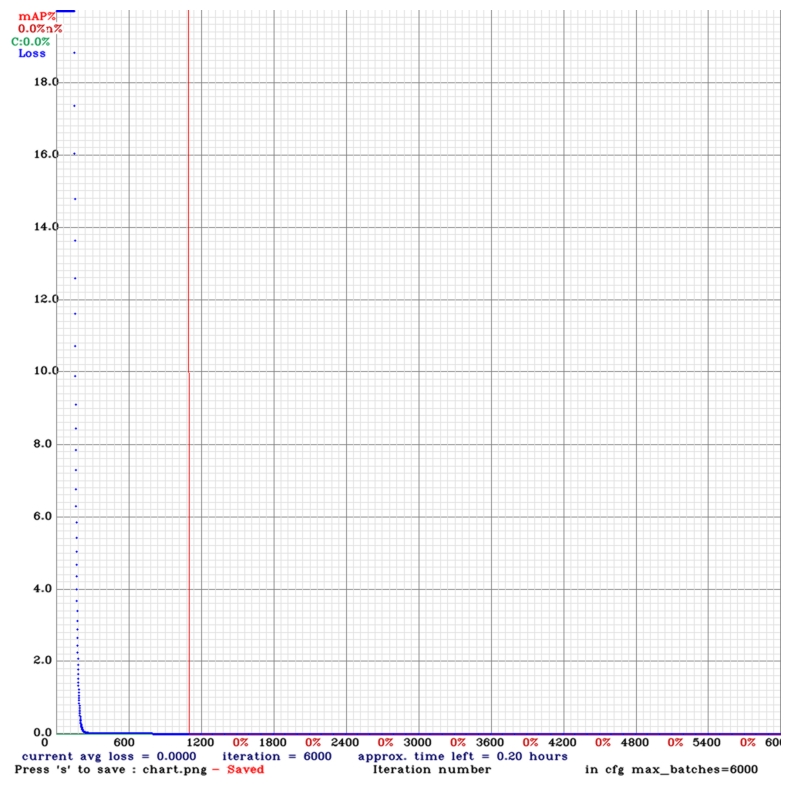 mAP%
0.0%
C:0.0%
Loss
18.0
16.0
14.0
12.0
10.0
8.0
6.0
4.0
2.0
0.0
0 600 1200 0% 1800 0% 2400 0% 3000 0% 3600 0% 4200 0% 4800 0% 5400 0% 600
current avg loss = 0.0000 iteration = 6000 approx. time left = 0.20 hours
Press 's' to save : chart.png - Saved Iteration number in cfg max_batches=6000